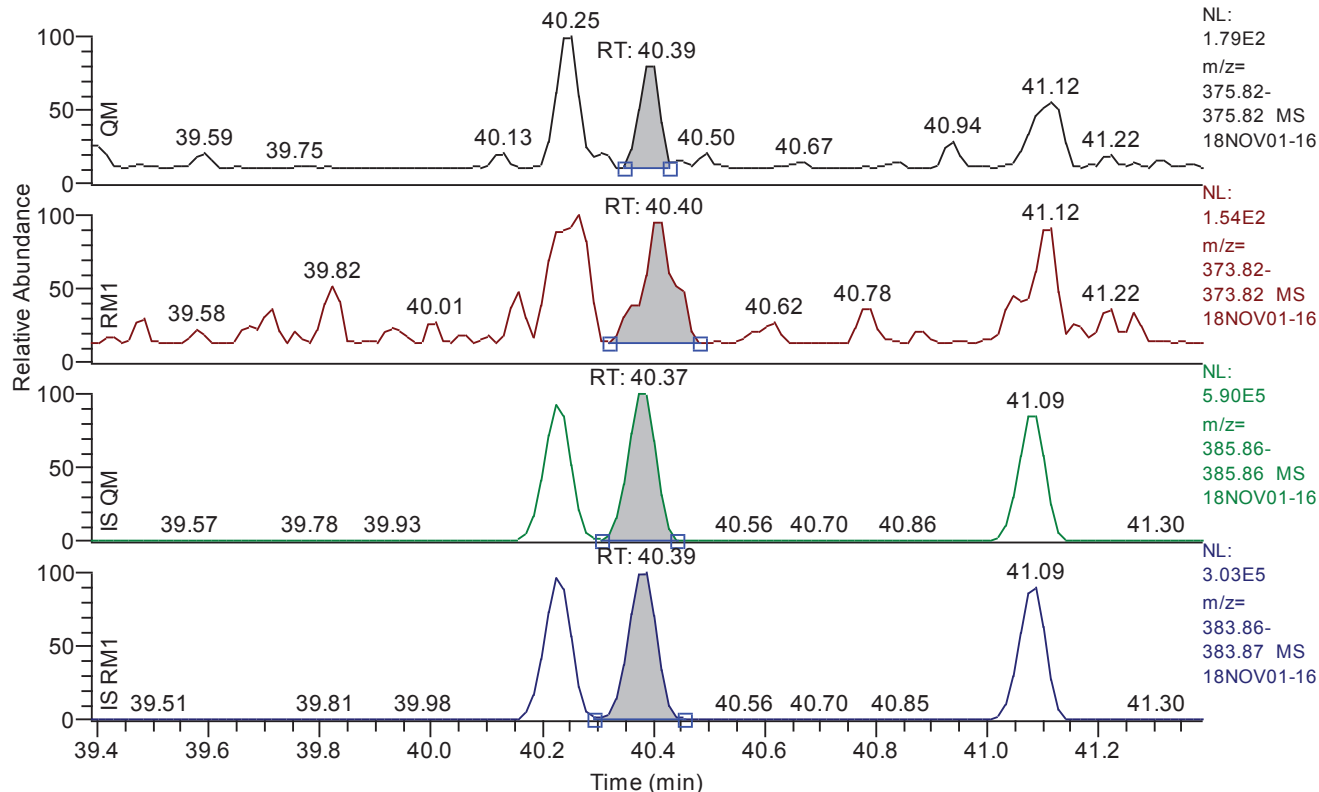 Relative Abundance
100
50
0
QM
39.59
39.75
40.13
40.25
RT: 40.39
40.50
40.67
40.94
41.12
41.22
NL:
1.79E2
m/z=
375.82-
375.82 MS
18NOV01-16
100
50
0
RM1
39.58
39.82
40.01
RT: 40.40
40.62
40.78
41.12
41.22
NL:
1.54E2
m/z=
373.82-
373.82 MS
18NOV01-16
100
50
0
IS QM
39.57
39.78
39.93
RT: 40.37
40.56
40.70
40.86
41.09
41.30
NL:
5.90E5
m/z=
385.86-
385.86 MS
18NOV01-16
100
50
0
IS RM1
39.51
39.81
39.98
RT: 40.39
40.56
40.70
40.85
41.09
41.30
NL:
3.03E5
m/z=
383.86-
383.87 MS
18NOV01-16
39.4 39.6 39.8 40.0 40.2 40.4 40.6 40.8 41.0 41.2
Time (min)